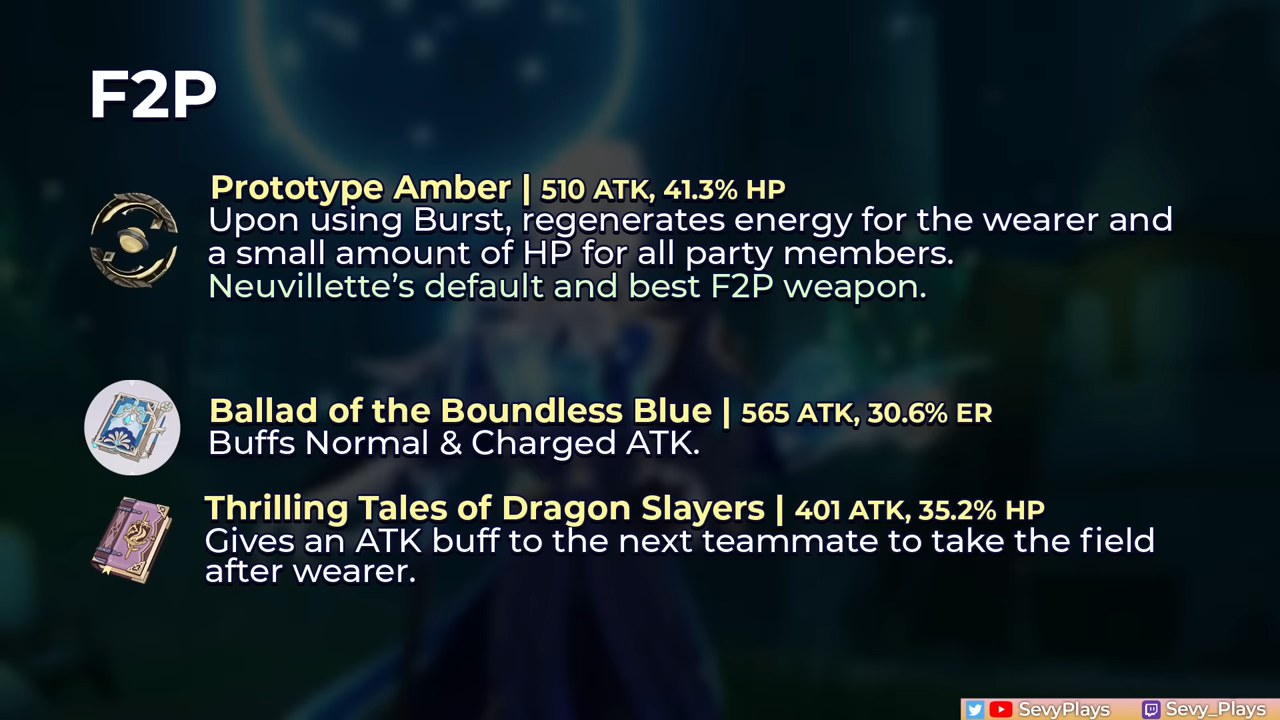 F2P
Prototype Amber | 510 ATK, 41.3% HP
Upon using Burst, regenerates energy for the wearer and
a small amount of HP for all party members.
Neuvillette’s default and best F2P weapon.
Ballad of the Boundless Blue | 565 ATK, 30.6% ER
Buffs Normal & Charged ATK.
Thrilling Tales of Dragon Slayers | 401 ATK, 35.2% HP
Gives an ATK buff to the next teammate to take the field
after wearer.
SevyPlays Sevy_Plays